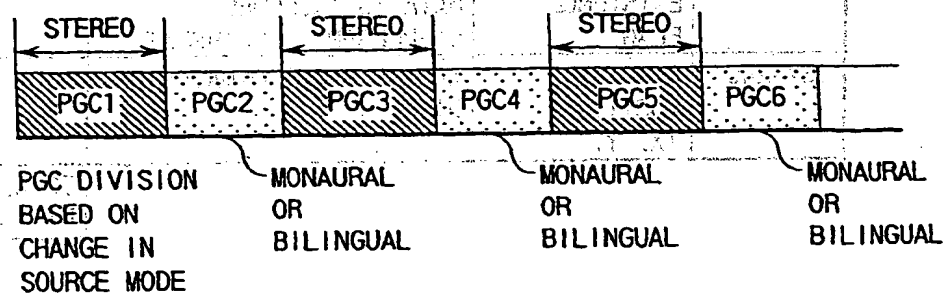 STEREO STEREO STEREO
PGC1 PGC2 PGC3 PGC4 PGC5 PGC6
PGC DIVISION
BASED ON
CHANGE IN
SOURCE MODE
MONAURAL
OR
BILINGUAL
MONAURAL
OR
BILINGUAL
MONAURAL
OR
BILINGUAL